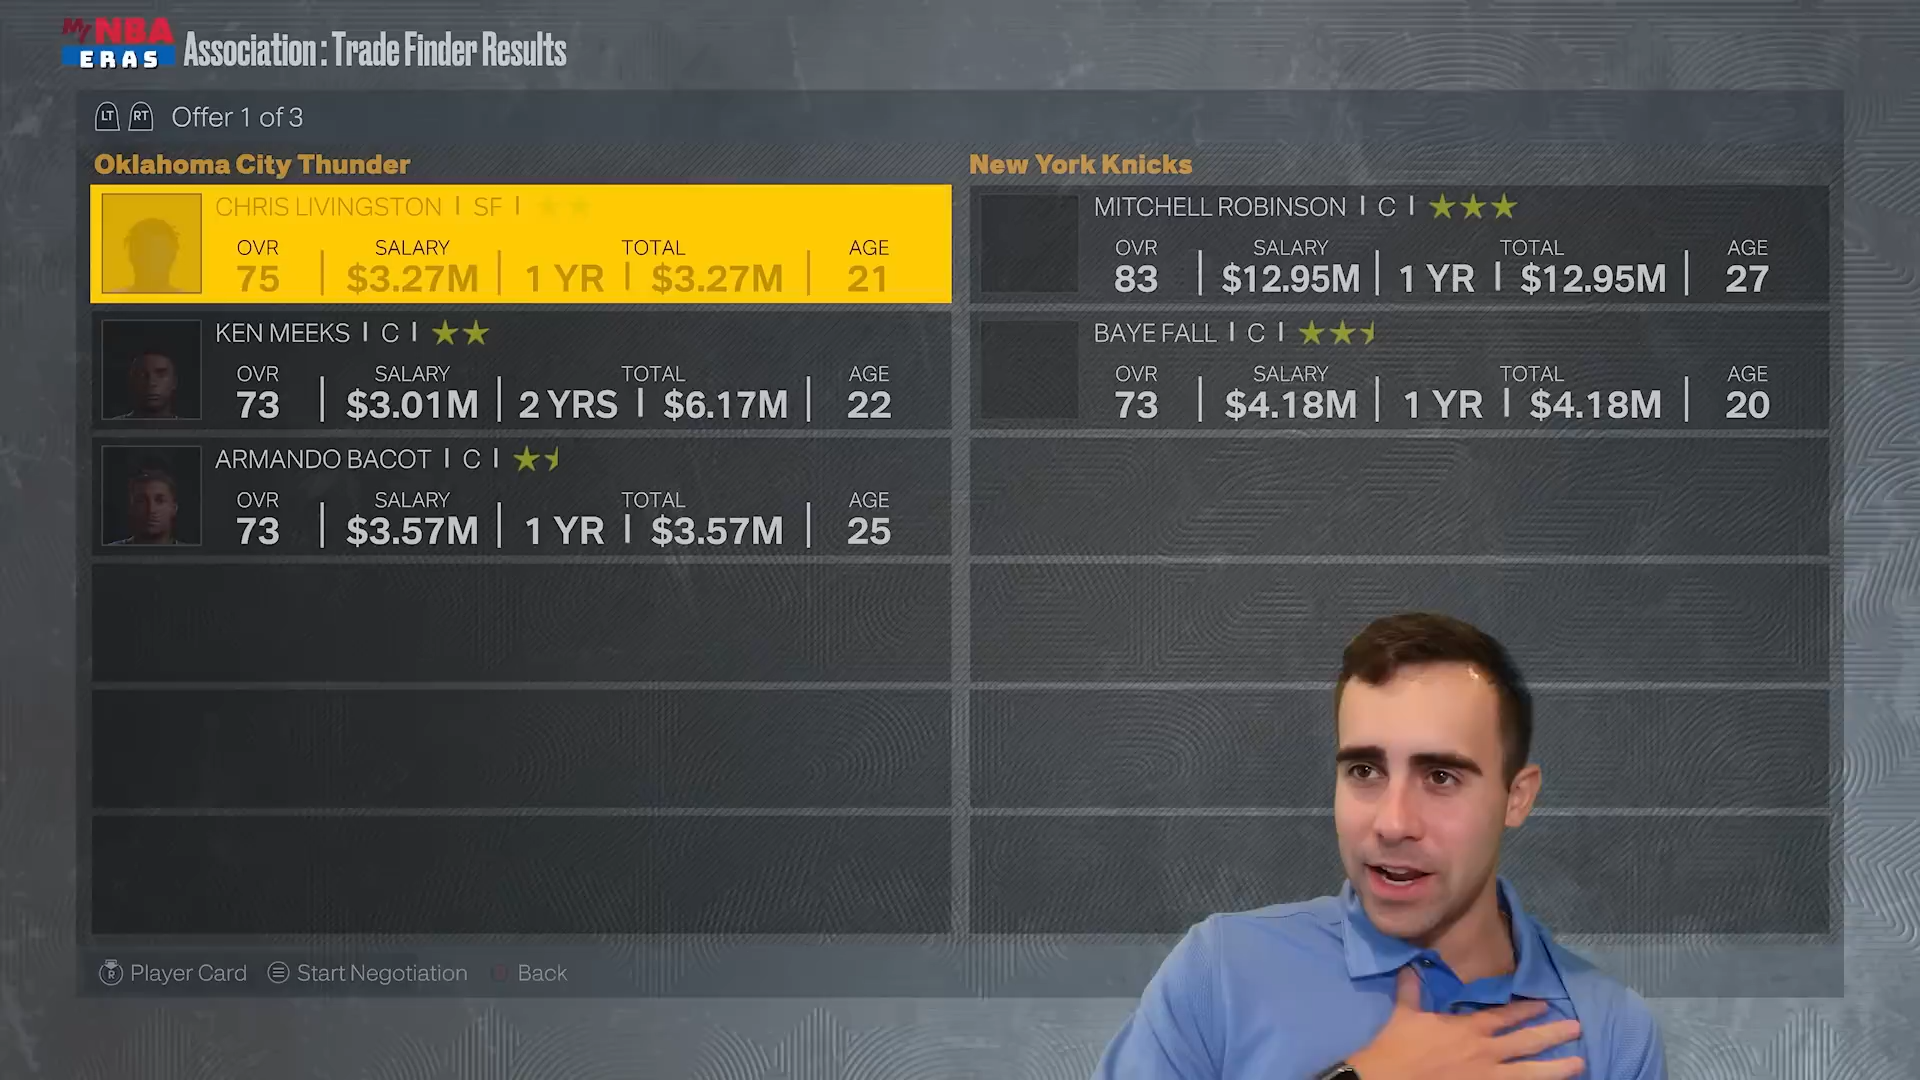 My NBA
ERAS
Association : Trade Finder Results
LT RT Offer 1 of 3
Oklahoma City Thunder
CHRIS LIVINGSTON | SF |
OVR SALARY TOTAL AGE
75 | $3.27M | 1 YR | $3.27M | 21
KEN MEEKS | C |
OVR SALARY TOTAL AGE
73 | $3.01M | 2 YRS | $6.17M | 22
ARMANDO BACOT | C |
OVR SALARY TOTAL AGE
73 | $3.57M | 1 YR | $3.57M | 25
New York Knicks
MITCHELL ROBINSON | C |
OVR SALARY TOTAL AGE
83 | $12.95M | 1 YR | $12.95M | 27
BAYE FALL | C |
OVR SALARY TOTAL AGE
73 | $4.18M | 1 YR | $4.18M | 20
R Player Card Start Negotiation Back